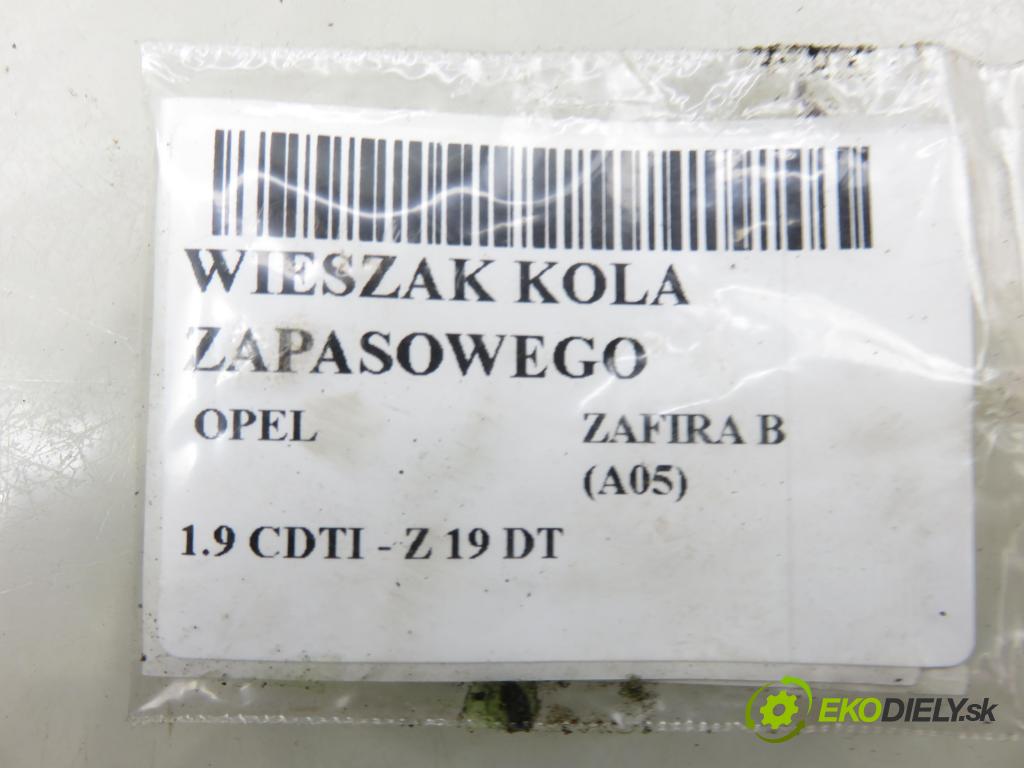 WIESZAK KOLA
ZAPASOWEGO
OPEL ZAFIRA B
(A05)
1.9 CDTI - Z 19 DT
EKODIELY.sk